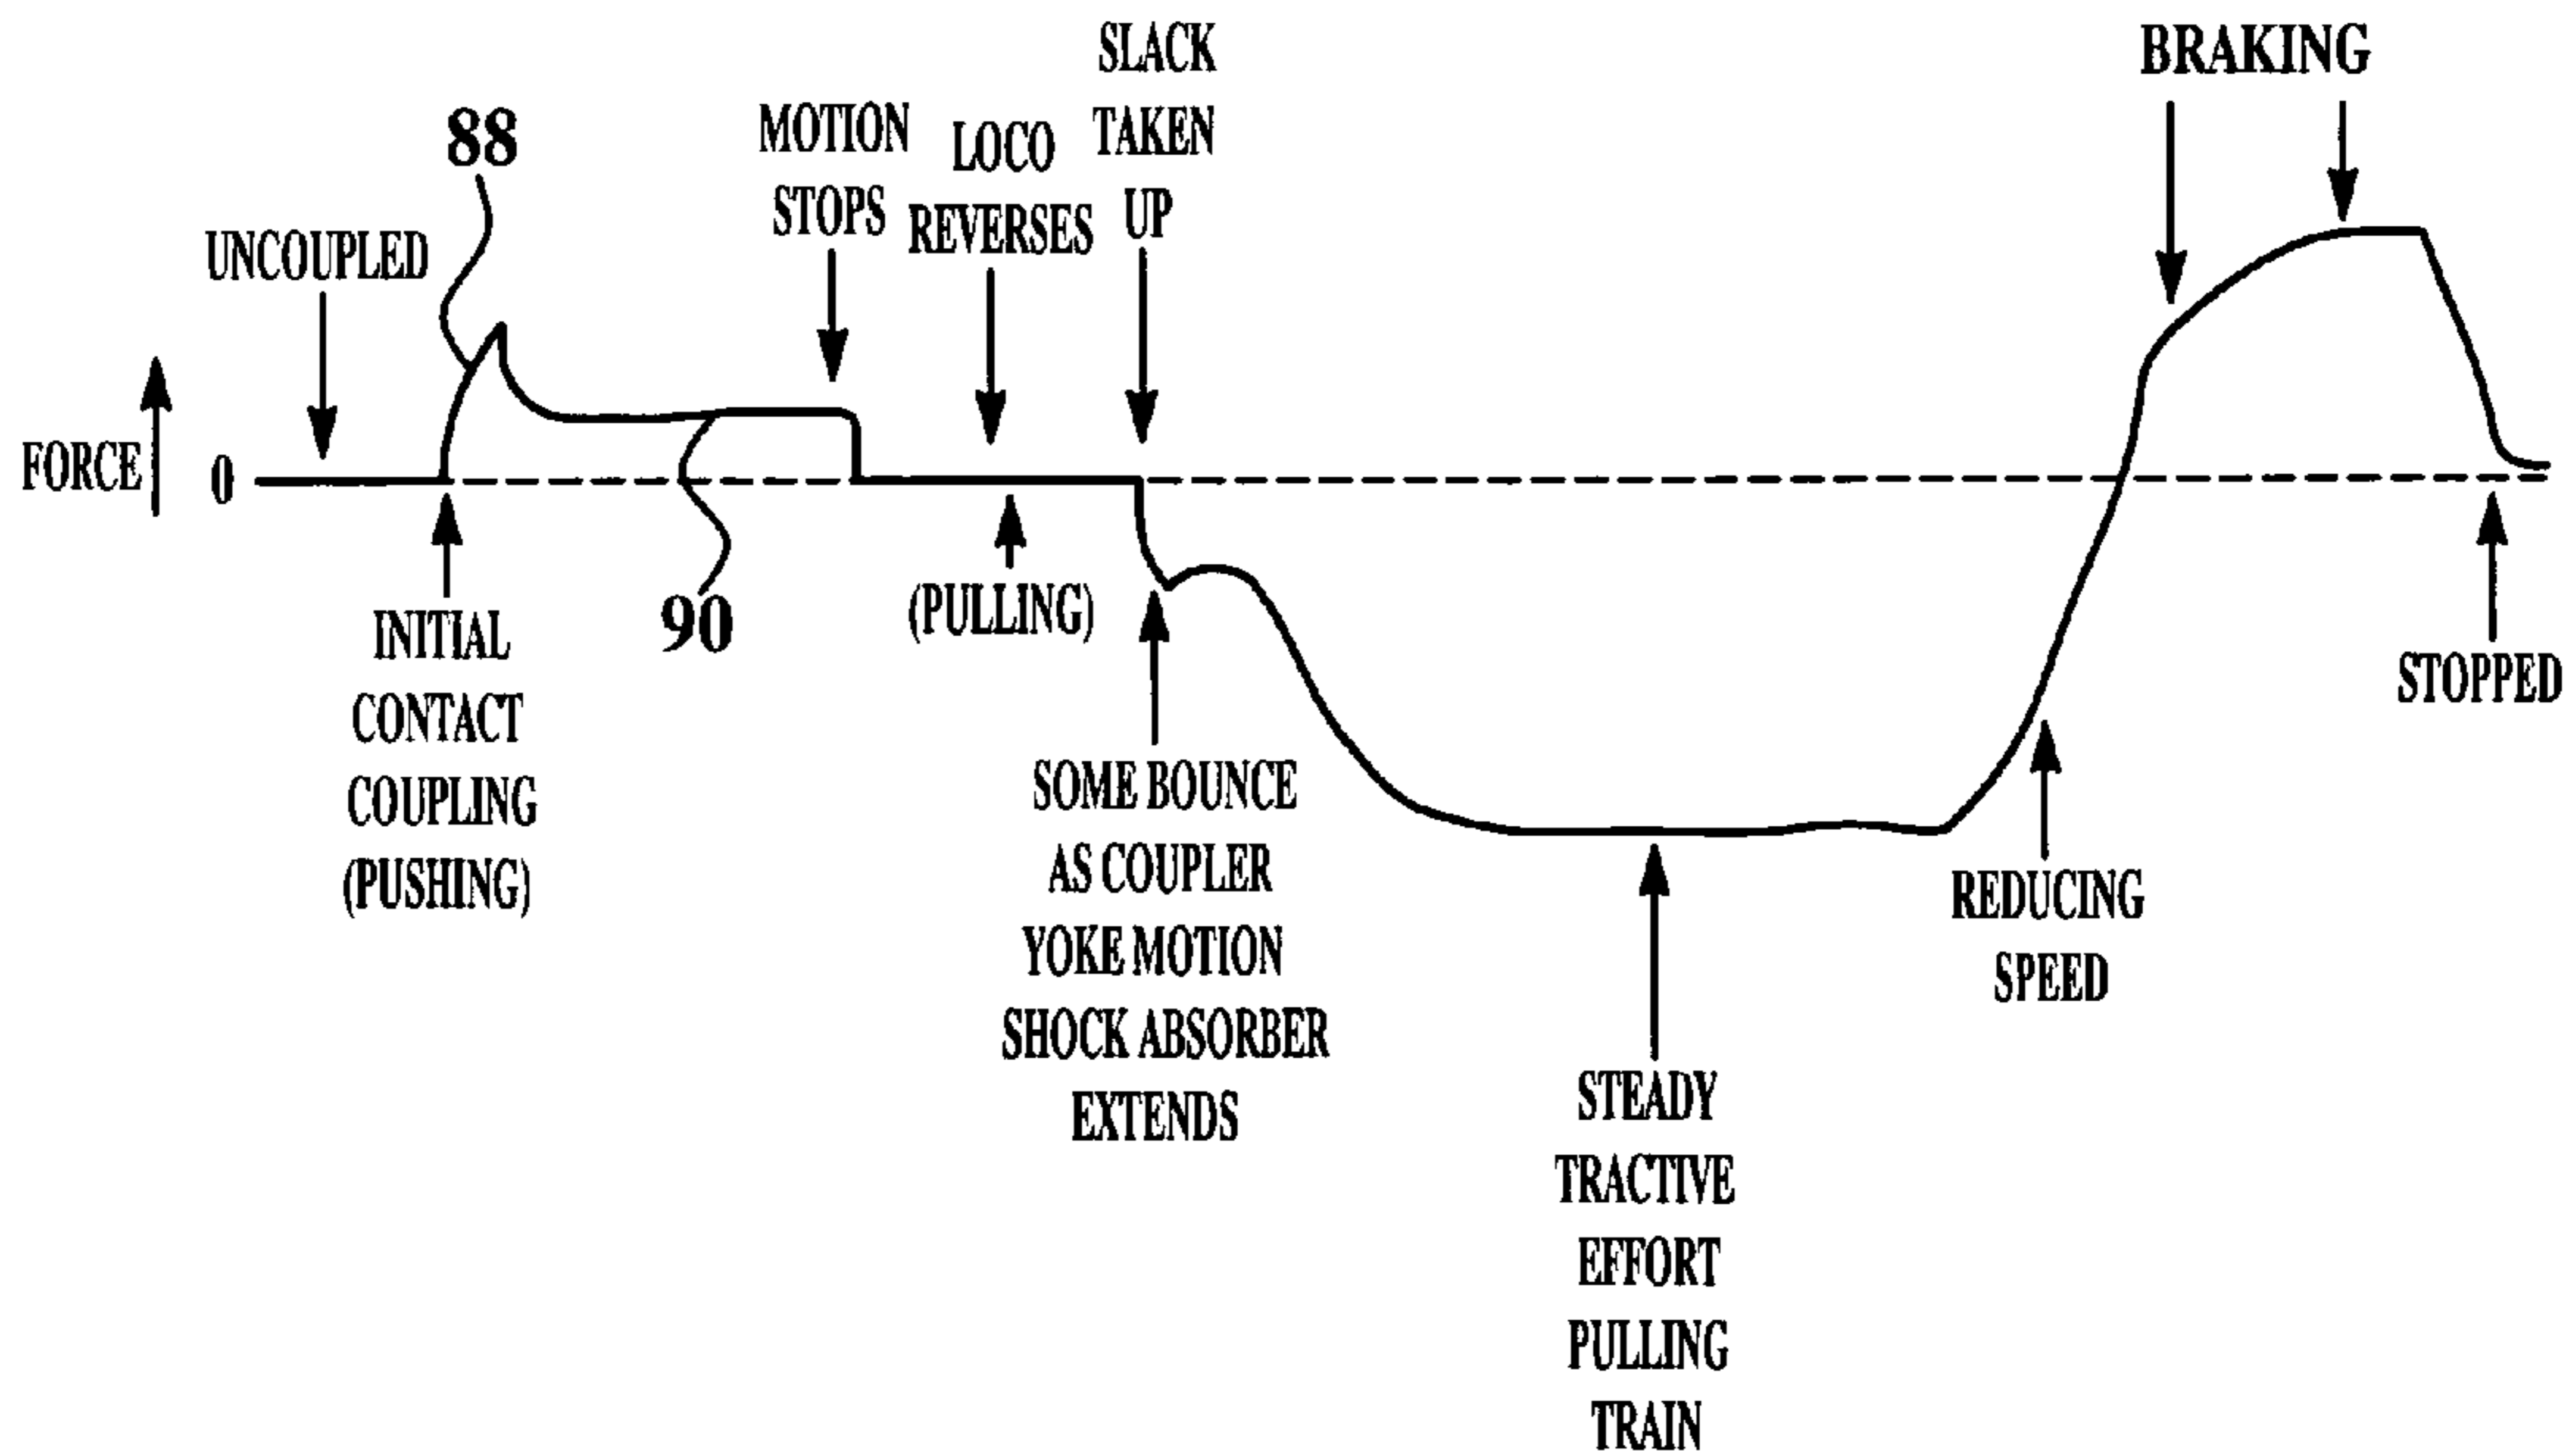 SLACK
TAKEN
UP
BRAKING
88
MOTION
STOPS
LOCO
REVERSES
UNCOUPLED
FORCE
0
INITIAL
CONTACT
COUPLING
(PUSHING)
90
(PULLING)
SOME BOUNCE
AS COUPLER
YOKE MOTION
SHOCK ABSORBER
EXTENDS
STEADY
TRACTIVE
EFFORT
PULLING
TRAIN
REDUCING
SPEED
STOPPED